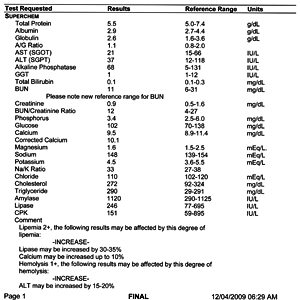 Test Requested Results Reference Range Units
SUPERCHEM
Total Protein 5.5 5.0-7.4 g/dL
Albumin 2.9 2.7-4.4 g/dL
Globulin 2.6 1.6-3.6 g/dL
A/G Ratio 1.1 0.8-2.0
AST (SGOT) 21 15-66 IU/L
ALT (SGPT) 37 12-118 IU/L
Alkaline Phosphatase 68 5-131 IU/L
GGT 1 1-12 IU/L
Total Bilirubin 0.1 0.1-0.3 mg/dL
BUN 11 6-31 mg/dL
Please note new reference range for BUN
Creatinine 0.9 0.5-1.6 mg/dL
BUN/Creatinine Ratio 12 4-27
Phosphorus 3.4 2.5-6.0 mg/dL
Glucose 102 70-138 mg/dL
Calcium 9.5 8.9-11.4 mg/dL
Corrected Calcium 10.1
Magnesium 1.6 1.5-2.5 mEq/L
Sodium 148 139-154 mEq/L
Potassium 4.5 3.6-5.5 mEq/L
Na/K Ratio 33 27-38
Chloride 110 102-120 mEq/L
Cholesterol 272 92-324 mg/dL
Triglyceride 290 29-291 mg/dL
Amylase 1120 290-1125 IU/L
Lipase 246 77-695 IU/L
CPK 151 59-895 IU/L
Comment
Lipemia 2+, the following results may be affected by this degree of
lipemia:
-INCREASE-
Lipase may be increased by 30-35%
Calcium may be increased up to 10%
Hemolysis 1+, the following results may be affected by this degree of
hemolysis:
-INCREASE-
ALT may be increased by 15-20%
Page 1 FINAL 12/04/2009 06:29 AM